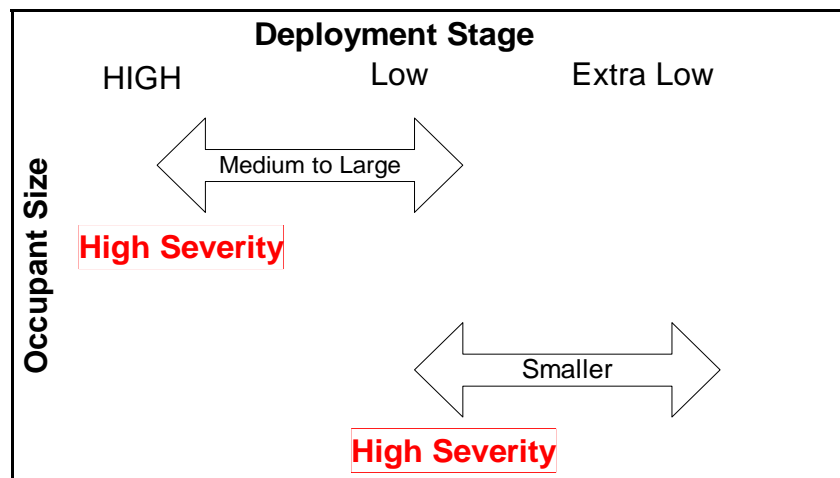 Deployment Stage
HIGH Low Extra Low
Occupant Size
Medium to Large
High Severity
Smaller
High Severity